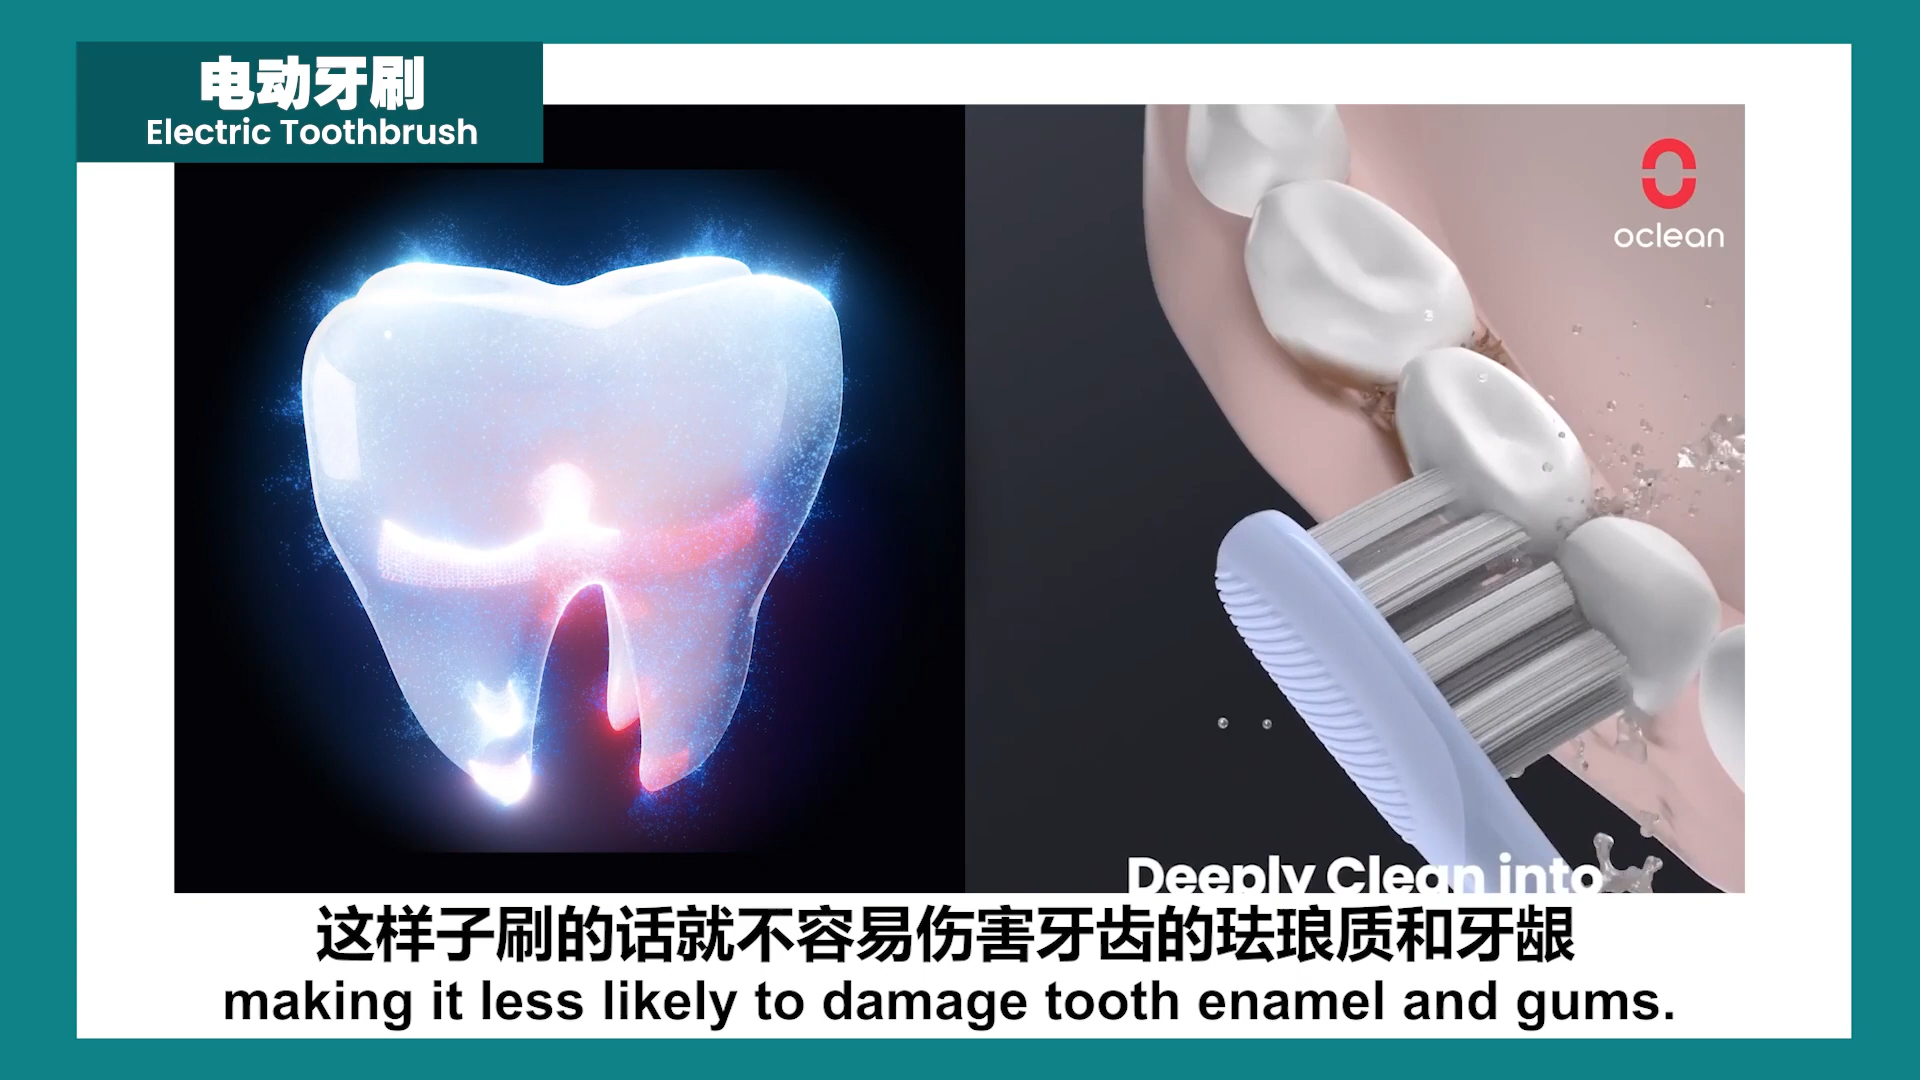 电动牙刷
Electric Toothbrush
oclean
Deeply Clean into
这样子刷的话就不容易伤害牙齿的珐琅质和牙龈
making it less likely to damage tooth enamel and gums.